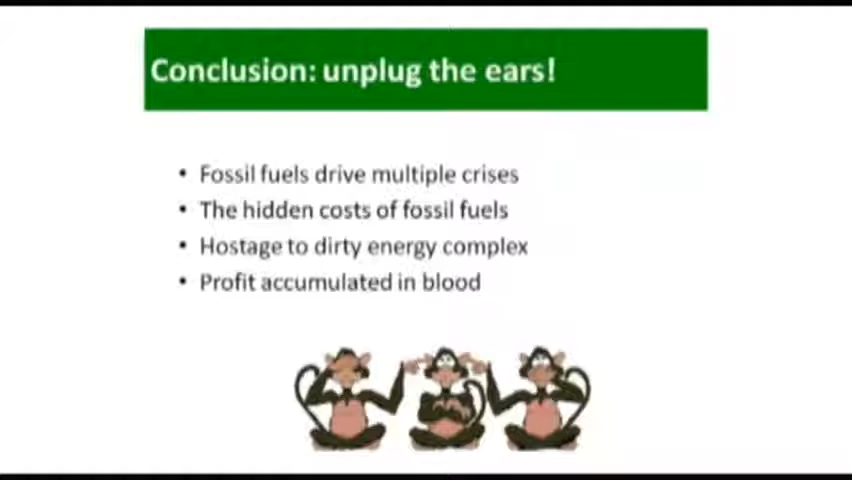 Conclusion: unplug the ears!
• Fossil fuels drive multiple crises
• The hidden costs of fossil fuels
• Hostage to dirty energy complex
• Profit accumulated in blood